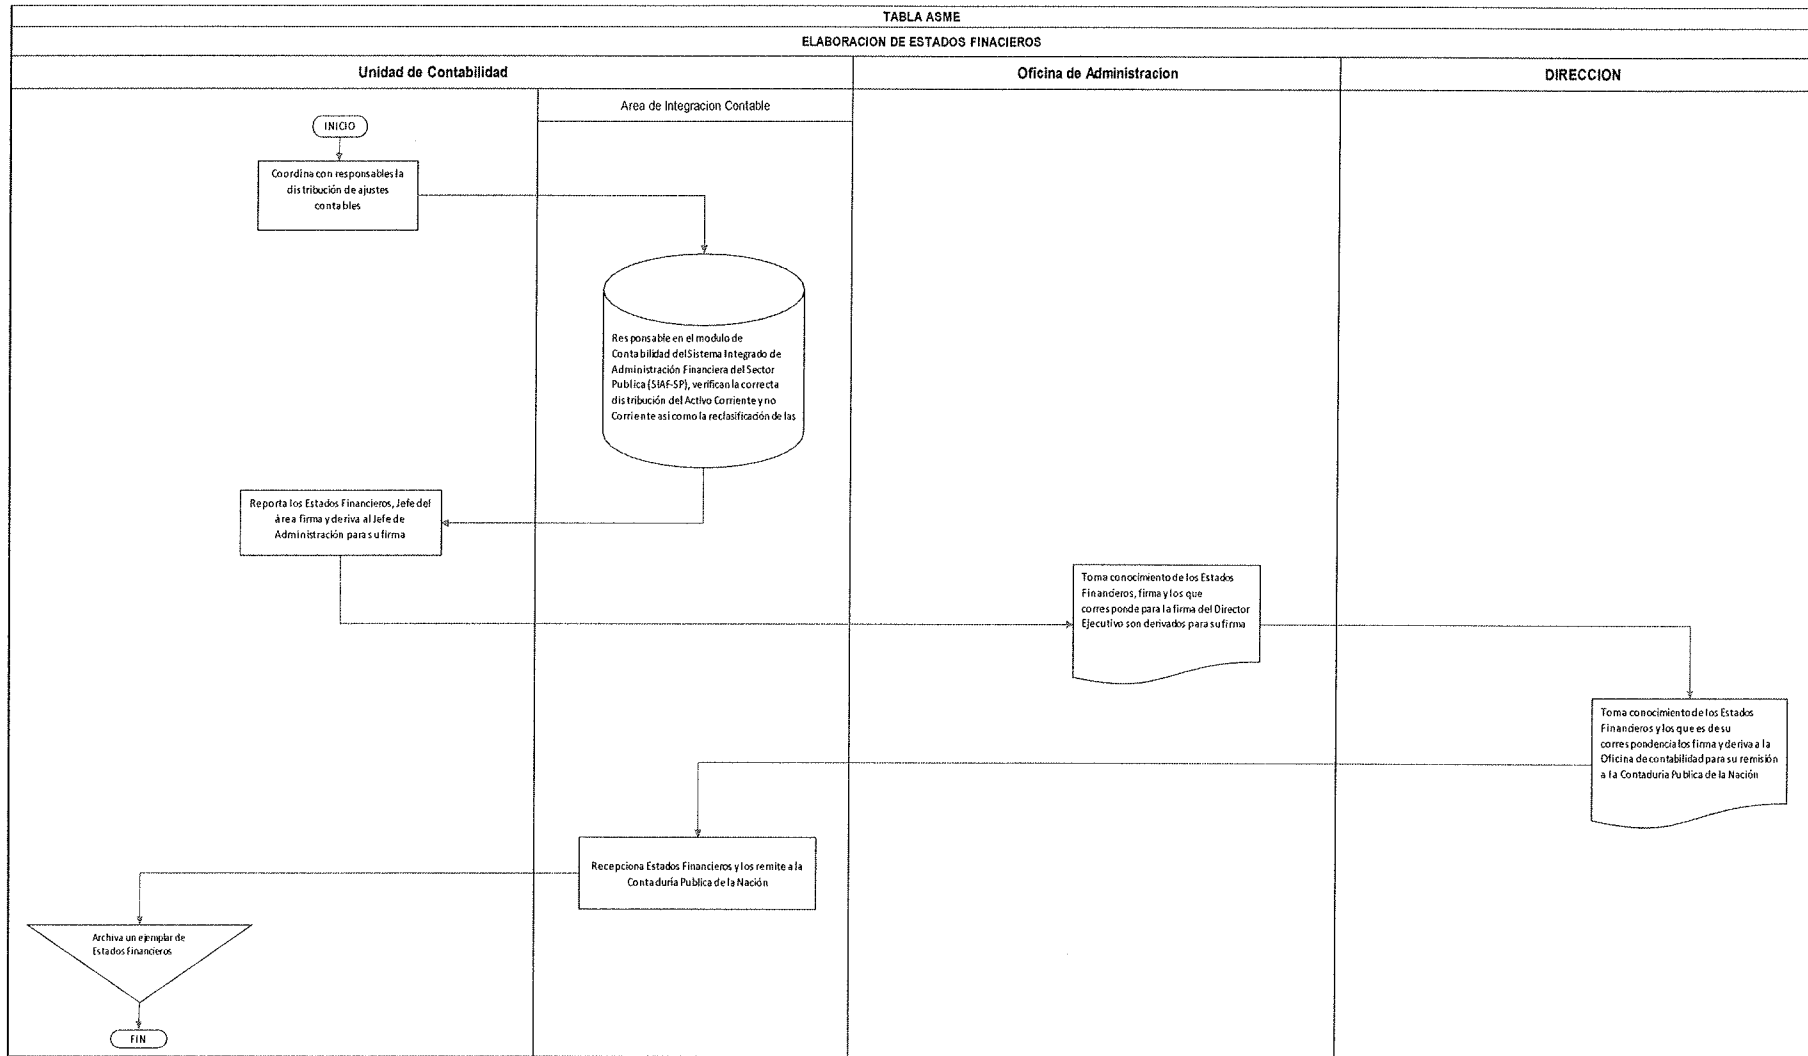 TABLA ASME
ELABORACION DE ESTADOS FINACIEROS
Unidad de Contabilidad
Oficina de Administracion
DIRECCION
Area de Integracion Contable
INICIO
Coordina con responsables la
distribución de ajustes
contables
Responsable en el modulo de
Contabilidad del Sistema Integrado de
Administración Financiera del Sector
Publica (SIAF-SP), verifican la correcta
distribución del Activo Corriente y no
Corriente asi como la reclasificación de las
Reporta los Estados Financieros, Jefe del
área firma y deriva al Jefe de
Administración para su firma
Toma conocimiento de los Estados
Financieros, firma y los que
corresponde para la firma del Director
Ejecutivo son derivados para su firma
Toma conocimiento de los Estados
Financieros y los que es de su
correspondencia los firma y deriva a la
Oficina de contabilidad para su remisión
a la Contaduria Publica de la Nación
Recepciona Estados Financieros y los remite a la
Contaduría Publica de la Nación
Archiva un ejemplar de
Estados Financieros
FIN